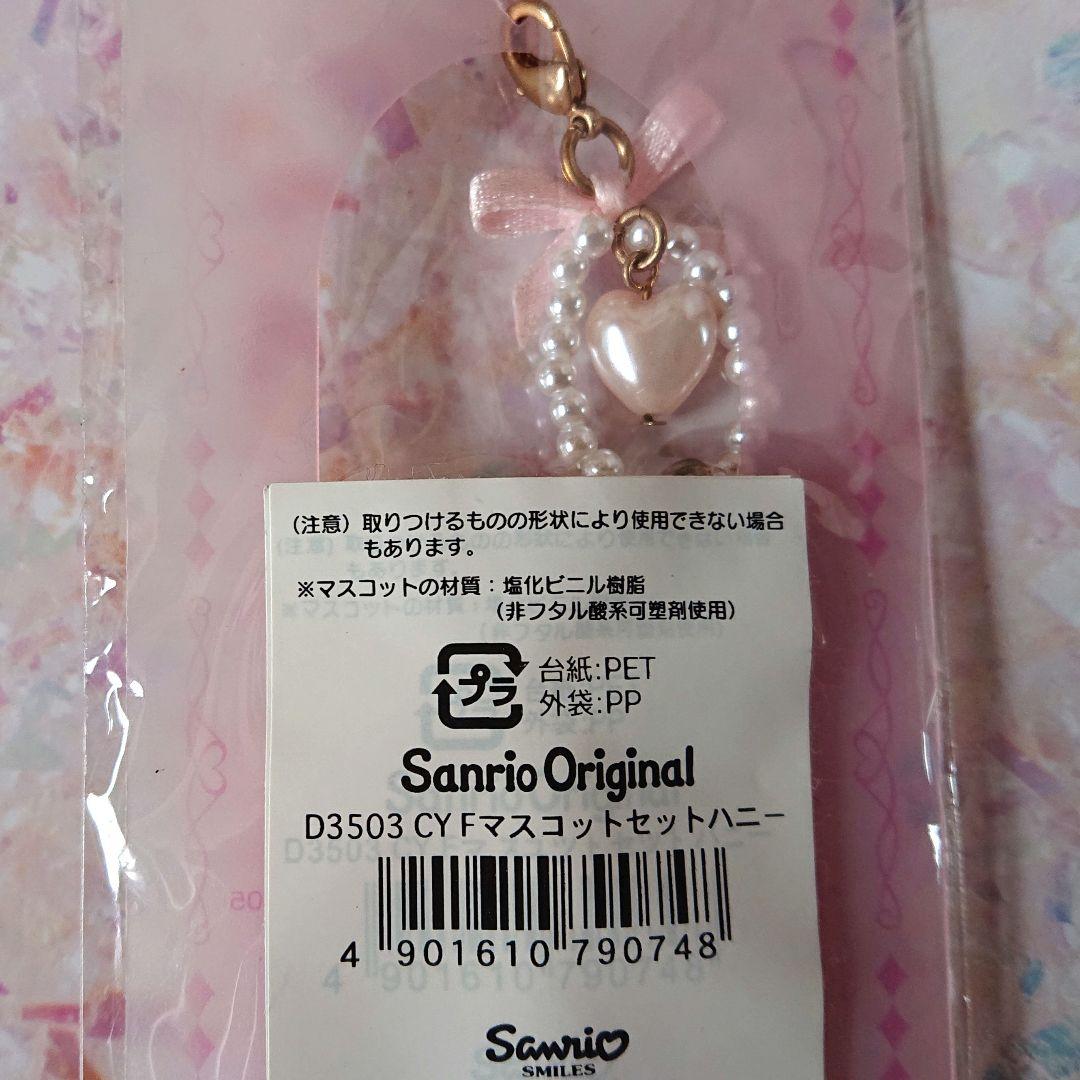 (注意) 取りつけるものの形状により使用できない場合
もあります。
※マスコットの材質：塩化ビニル樹脂
(非フタル酸系可塑剤使用)
プラ
台紙:PET
外袋:PP
Sanrio Original
D3503 CY Fマスコットセットハニー
4 901610 790748
Sanrio
SMILES